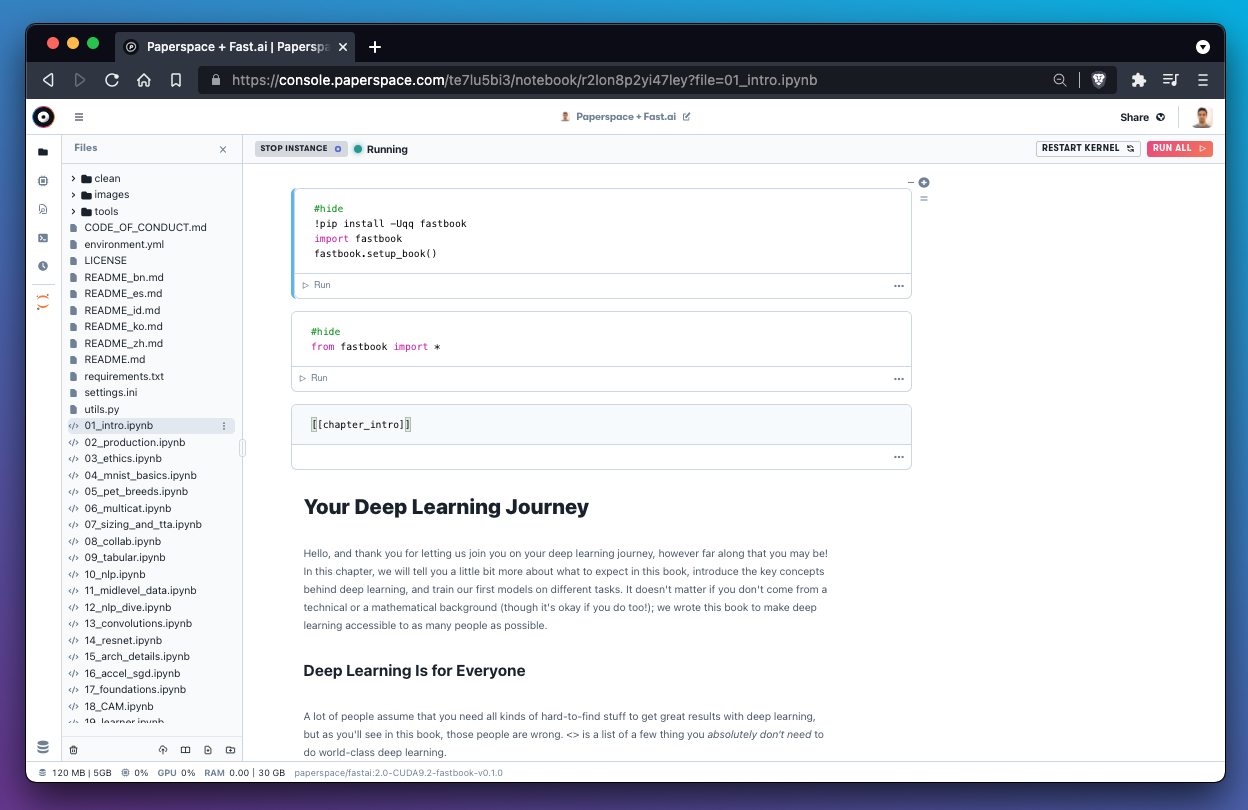 Paperspace + Fast.ai | Papersp
https://console.paperspace.com/te7lu5bi3/notebook/r2lon8p2yi47ley?file=01_intro.ipynb
Paperspace + Fast.ai
Share
Files
STOP INSTANCE
Running
RESTART KERNEL
RUN ALL
clean
images
tools
CODE_OF_CONDUCT.md
environment.yml
LICENSE
README_bn.md
README_es.md
README_id.md
README_ko.md
README_zh.md
README.md
requirements.txt
settings.ini
utils.py
01_intro.ipynb
02_production.ipynb
03_ethics.ipynb
04_mnist_basics.ipynb
05_pet_breeds.ipynb
06_multicat.ipynb
07_sizing_and_tta.ipynb
08_collab.ipynb
09_tabular.ipynb
10_nlp.ipynb
11_midlevel_data.ipynb
12_nlp_dive.ipynb
13_convolutions.ipynb
14_resnet.ipynb
15_arch_details.ipynb
16_accel_sgd.ipynb
17_foundations.ipynb
18_CAM.ipynb
19_learner.ipynb
#hide
!pip install -Uqq fastbook
import fastbook
fastbook.setup_book()
Run
#hide
from fastbook import *
Run
[[chapter_intro]]
Your Deep Learning Journey
Hello, and thank you for letting us join you on your deep learning journey, however far along that you may be!
In this chapter, we will tell you a little bit more about what to expect in this book, introduce the key concepts
behind deep learning, and train our first models on different tasks. It doesn't matter if you don't come from a
technical or a mathematical background (though it's okay if you do too!); we wrote this book to make deep
learning accessible to as many people as possible.
Deep Learning Is for Everyone
A lot of people assume that you need all kinds of hard-to-find stuff to get great results with deep learning,
but as you'll see in this book, those people are wrong. <> is a list of a few thing you absolutely don't need to
do world-class deep learning.
120 MB | 5GB 0% GPU 0% RAM 0.00 | 30 GB paperspace/fastai:2.0-CUDA9.2-fastbook-v0.1.0